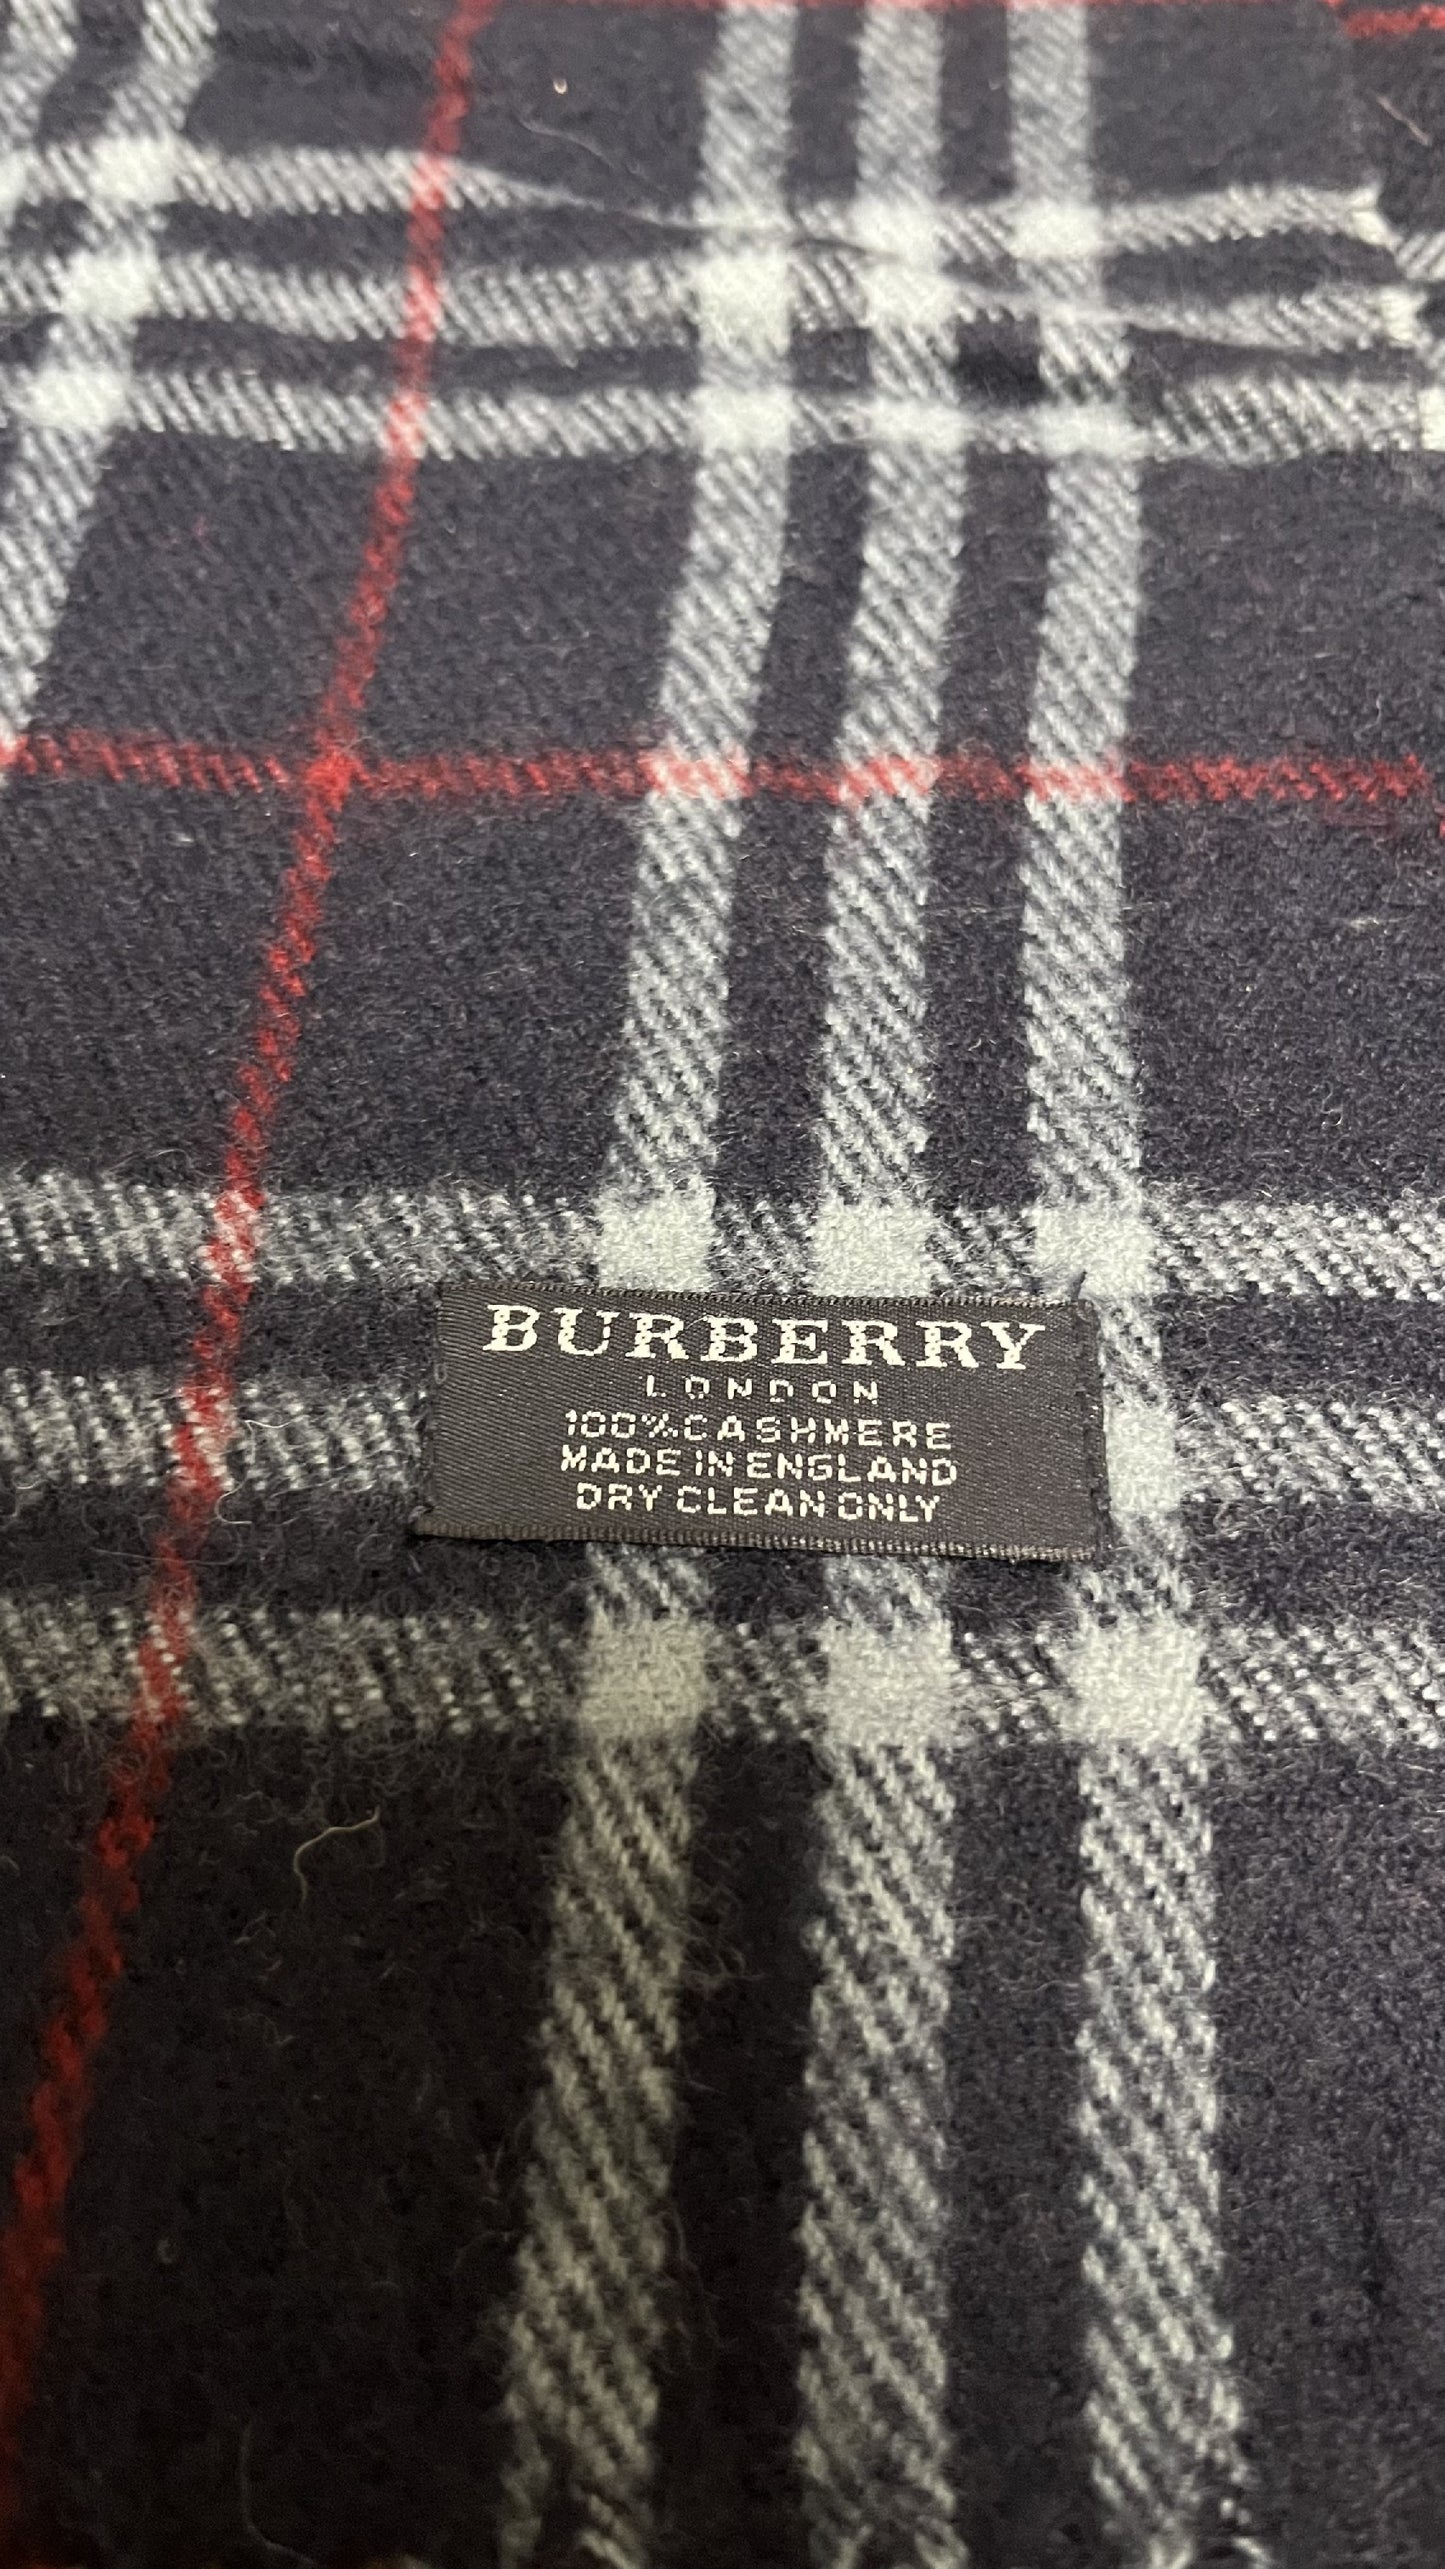 BURBERRY
LONDON
100% CASHMERE
MADE IN ENGLAND
DRY CLEAN ONLY